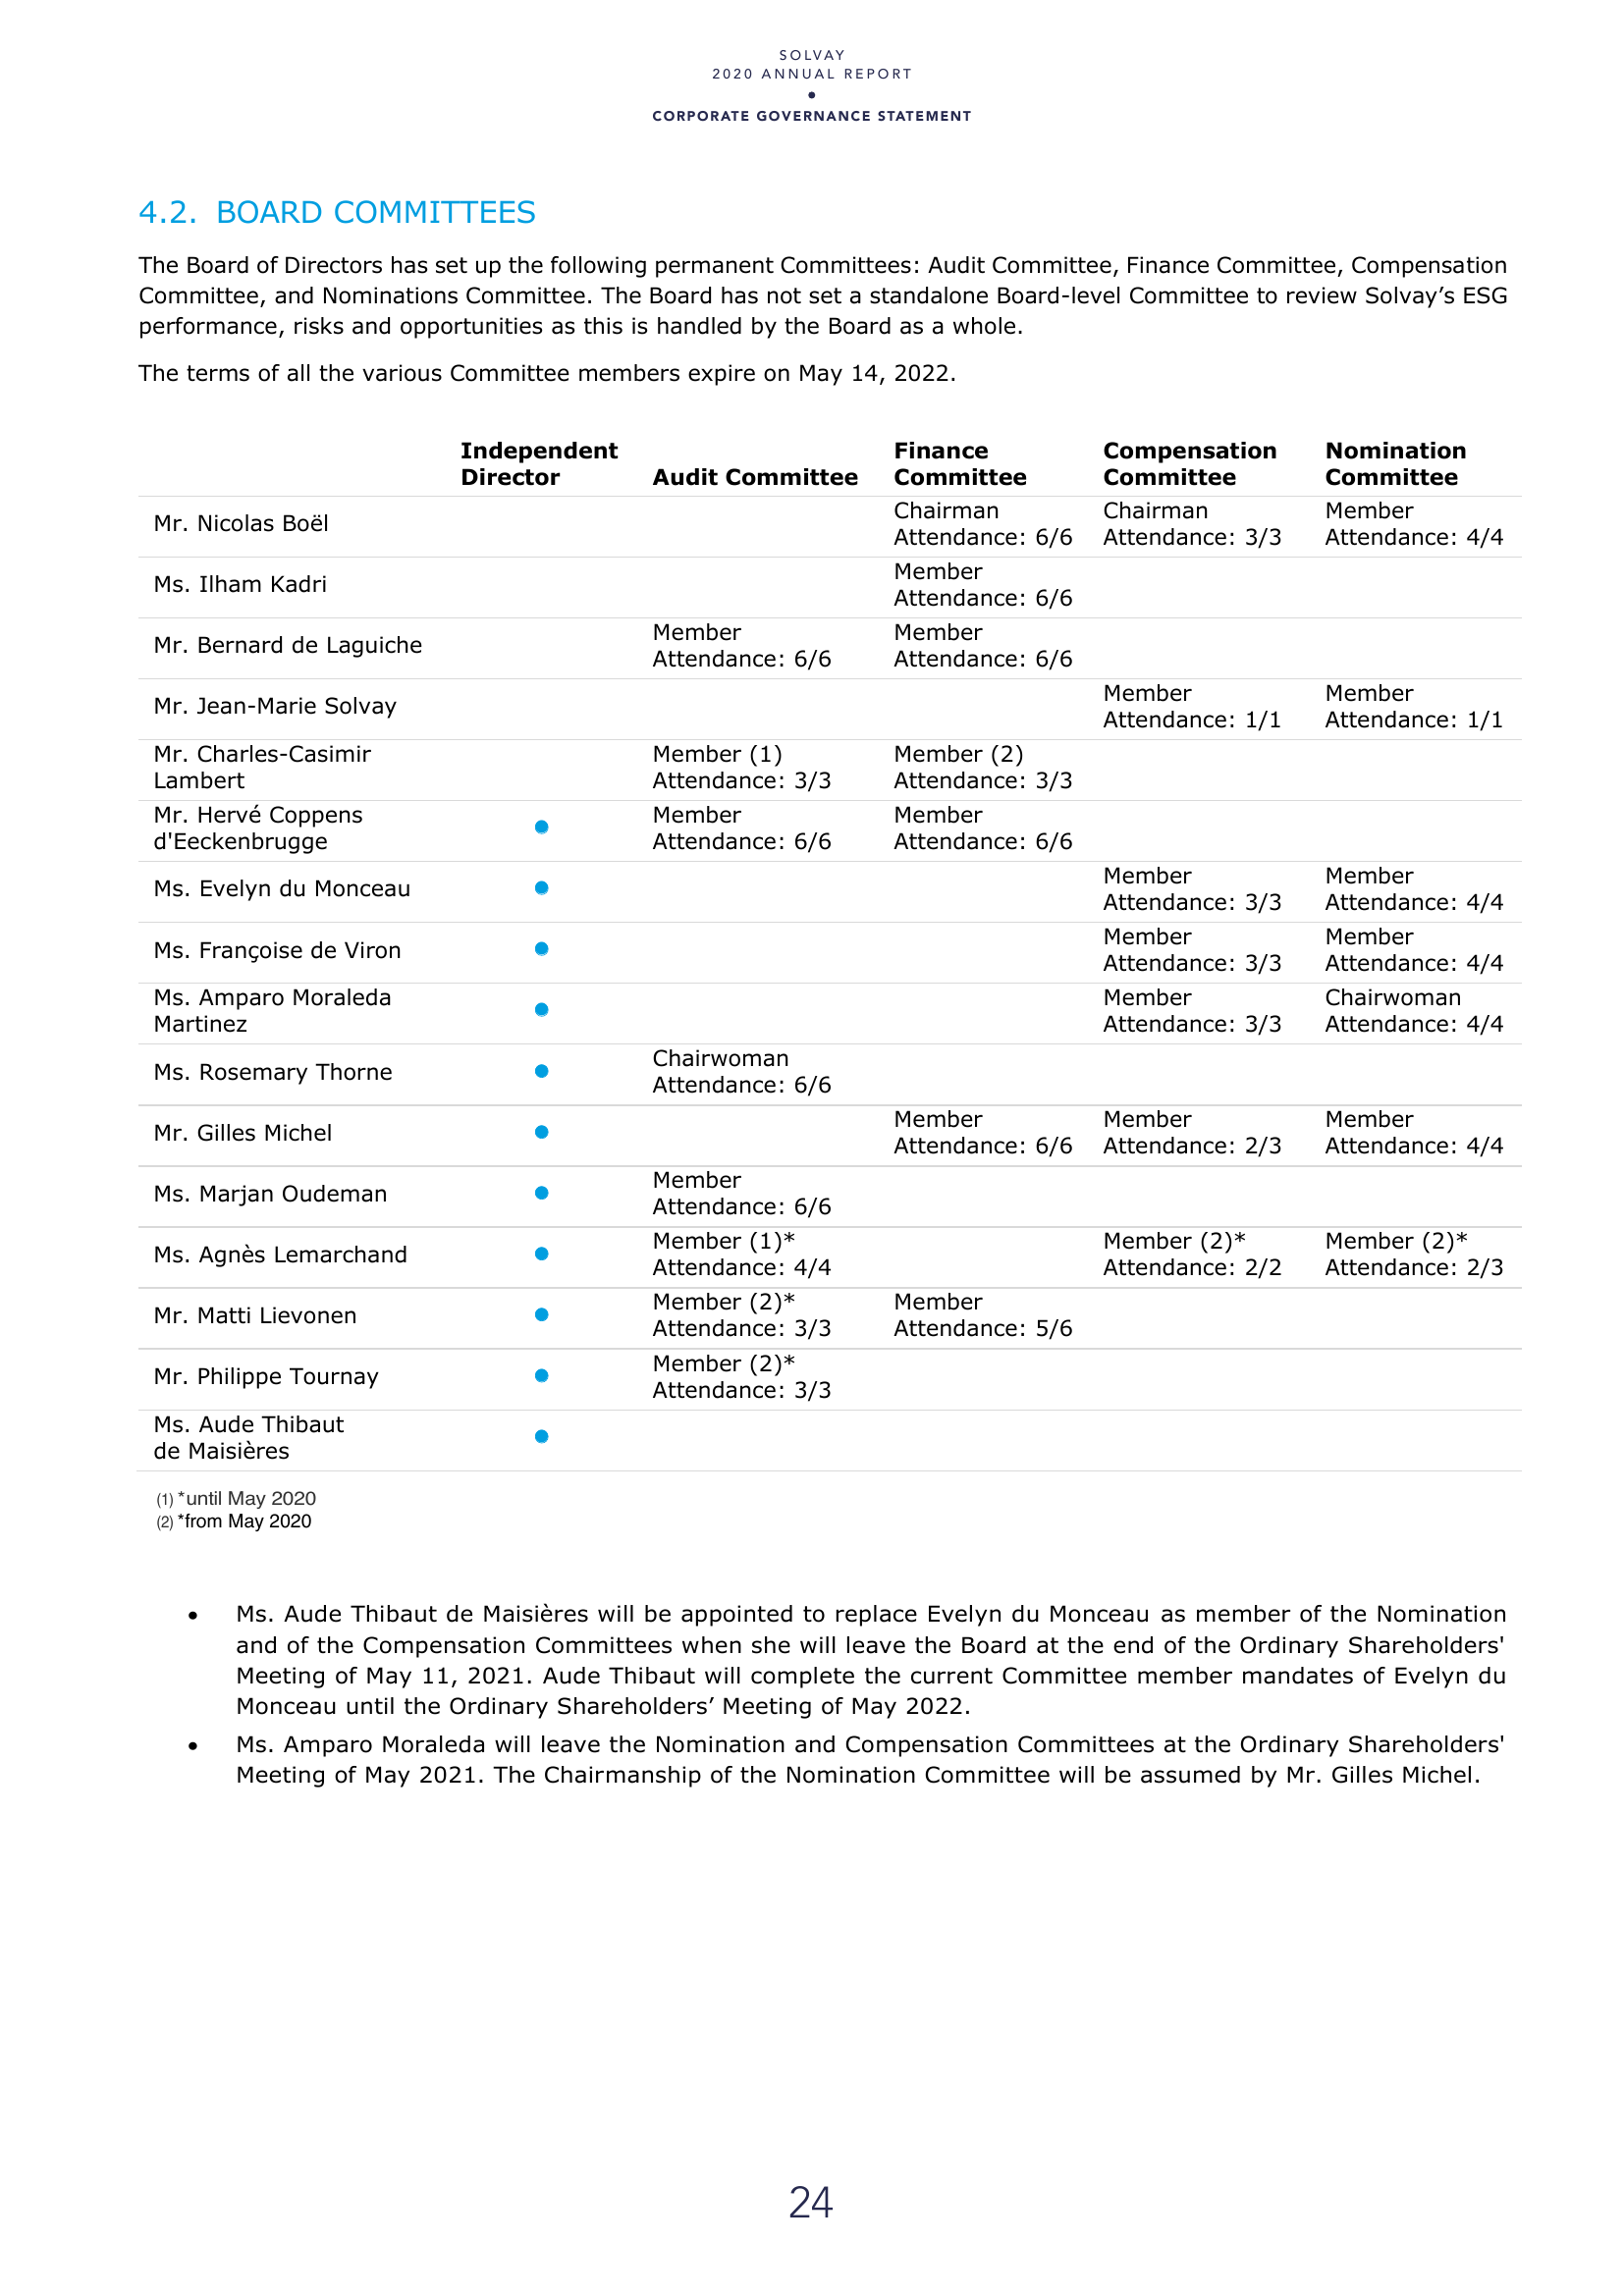 SOLVAY
2020 ANNUAL REPORT
•
CORPORATE GOVERNANCE STATEMENT
4.2. BOARD COMMITTEES
The Board of Directors has set up the following permanent Committees: Audit Committee, Finance Committee, Compensation
Committee, and Nominations Committee. The Board has not set a standalone Board-level Committee to review Solvay’s ESG
performance, risks and opportunities as this is handled by the Board as a whole.
The terms of all the various Committee members expire on May 14, 2022.
Independent Director | Audit Committee | Finance Committee | Compensation Committee | Nomination Committee
Mr. Nicolas Boël | Chairman Attendance: 6/6 | Chairman Attendance: 3/3 | Member Attendance: 4/4
Ms. Ilham Kadri | Member Attendance: 6/6
Mr. Bernard de Laguiche | Member Attendance: 6/6 | Member Attendance: 6/6
Mr. Jean-Marie Solvay | Member Attendance: 1/1 | Member Attendance: 1/1
Mr. Charles-Casimir Lambert | Member (1) Attendance: 3/3 | Member (2) Attendance: 3/3
Mr. Hervé Coppens d'Eeckenbrugge | ● | Member Attendance: 6/6 | Member Attendance: 6/6
Ms. Evelyn du Monceau | ● | Member Attendance: 3/3 | Member Attendance: 4/4
Ms. Françoise de Viron | ● | Member Attendance: 3/3 | Member Attendance: 4/4
Ms. Amparo Moraleda Martinez | ● | Member Attendance: 3/3 | Chairwoman Attendance: 4/4
Ms. Rosemary Thorne | ● | Chairwoman Attendance: 6/6
Mr. Gilles Michel | ● | Member Attendance: 6/6 | Member Attendance: 2/3 | Member Attendance: 4/4
Ms. Marjan Oudeman | ● | Member Attendance: 6/6
Ms. Agnès Lemarchand | ● | Member (1)* Attendance: 4/4 | Member (2)* Attendance: 2/2 | Member (2)* Attendance: 2/3
Mr. Matti Lievonen | ● | Member (2)* Attendance: 3/3 | Member Attendance: 5/6
Mr. Philippe Tournay | ● | Member (2)* Attendance: 3/3
Ms. Aude Thibaut de Maisières | ●
(1) *until May 2020
(2) *from May 2020
• Ms. Aude Thibaut de Maisières will be appointed to replace Evelyn du Monceau as member of the Nomination
and of the Compensation Committees when she will leave the Board at the end of the Ordinary Shareholders'
Meeting of May 11, 2021. Aude Thibaut will complete the current Committee member mandates of Evelyn du
Monceau until the Ordinary Shareholders’ Meeting of May 2022.
• Ms. Amparo Moraleda will leave the Nomination and Compensation Committees at the Ordinary Shareholders'
Meeting of May 2021. The Chairmanship of the Nomination Committee will be assumed by Mr. Gilles Michel.
24